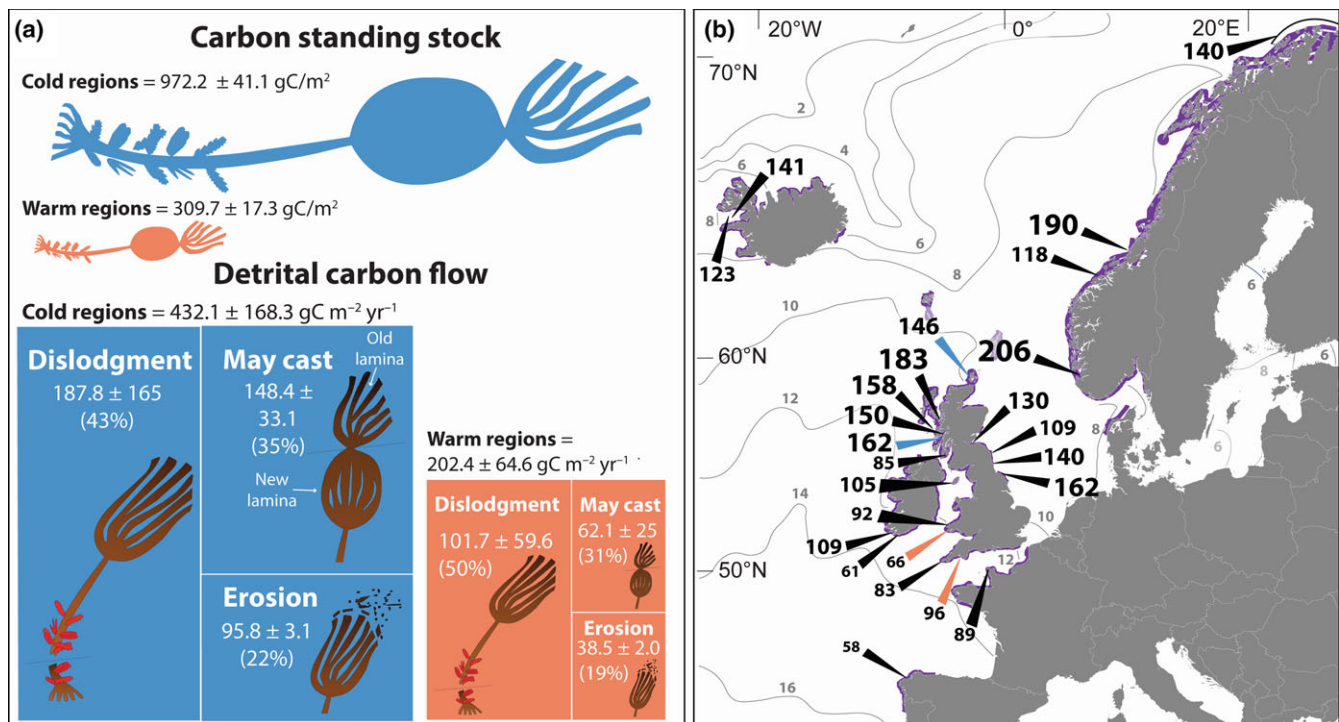 (a)
Carbon standing stock
Cold regions = 972.2 ± 41.1 gC/m²
Warm regions = 309.7 ± 17.3 gC/m²
Detrital carbon flow
Cold regions = 432.1 ± 168.3 gC m⁻² yr⁻¹
Dislodgment
187.8 ± 165
(43%)
May cast
148.4 ±
33.1
(35%)
Old
lamina
New
lamina
Erosion
95.8 ± 3.1
(22%)
Warm regions =
202.4 ± 64.6 gC m⁻² yr⁻¹
Dislodgment
101.7 ± 59.6
(50%)
May cast
62.1 ± 25
(31%)
Erosion
38.5 ± 2.0
(19%)
(b)
20°W
0°
20°E
140
70°N
2
4
6
141
8
123
6
8
190
118
6
10
146
60°N
183
206
158
12
150
130
162
109
85
140
105
162
92
109
61
66
83
96
89
14
50°N
12
10
8
6
8
6
58
16